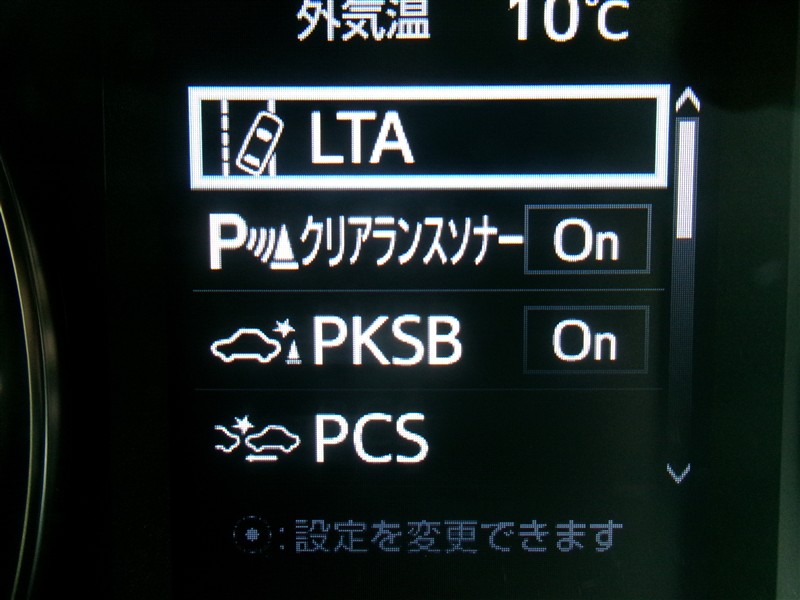 外気温 10℃
LTA
Pクリアランスソナー On
PKSB On
PCS
:設定を変更できます